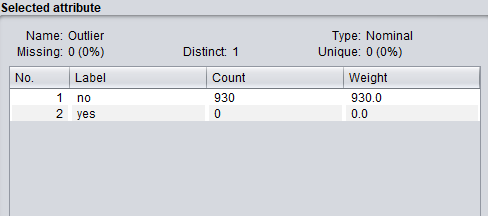 Selected attribute
Name: Outlier Type: Nominal
Missing: 0 (0%) Distinct: 1 Unique: 0 (0%)
No. Label Count Weight
1 no 930 930.0
2 yes 0 0.0